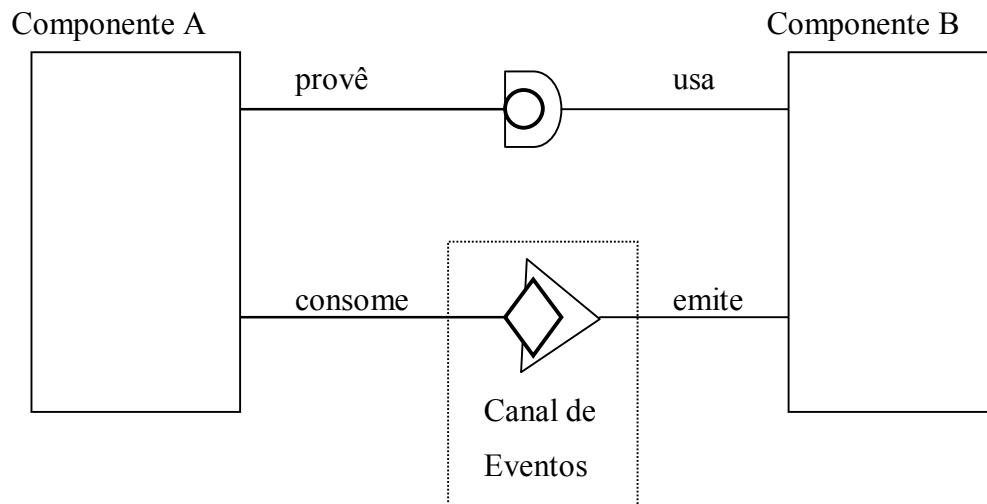 Componente A
Componente B
provê
usa
consome
emite
Canal de
Eventos